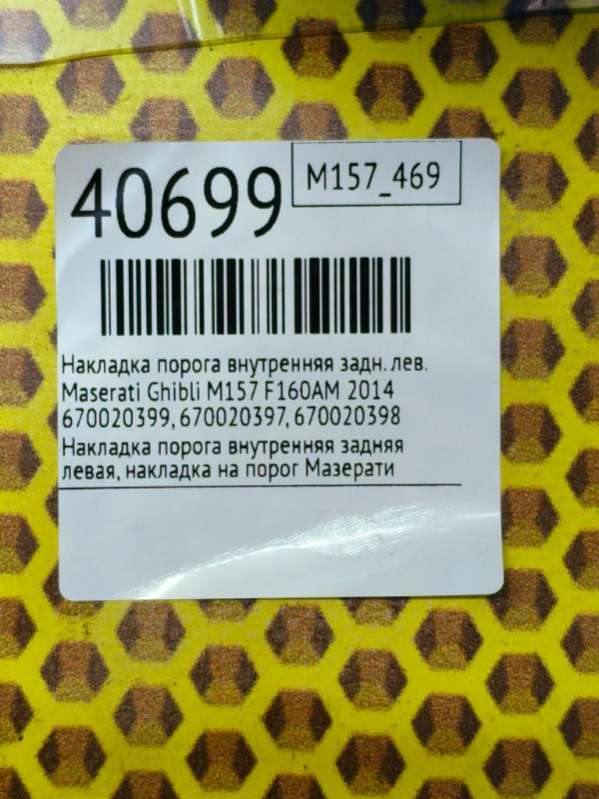 40699
M157_469
Накладка порога внутренняя задн. лев.
Maserati Ghibli M157 F160AM 2014
670020399, 670020397, 670020398
Накладка порога внутренняя задняя
левая, накладка на порог Мазерати